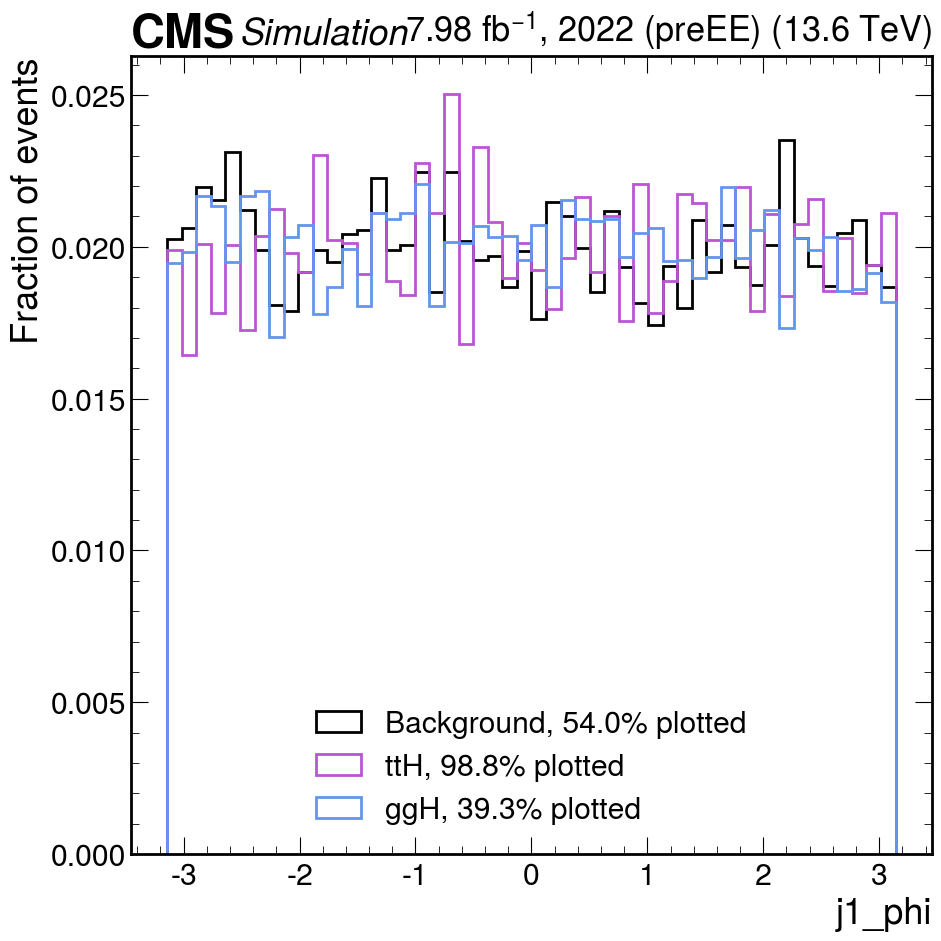 CMS Simulation 7.98 fb⁻¹, 2022 (preEE) (13.6 TeV)
Fraction of events
0.025
0.020
0.015
0.010
0.005
0.000
Background, 54.0% plotted
ttH, 98.8% plotted
ggH, 39.3% plotted
-3 -2 -1 0 1 2 3
j1_phi